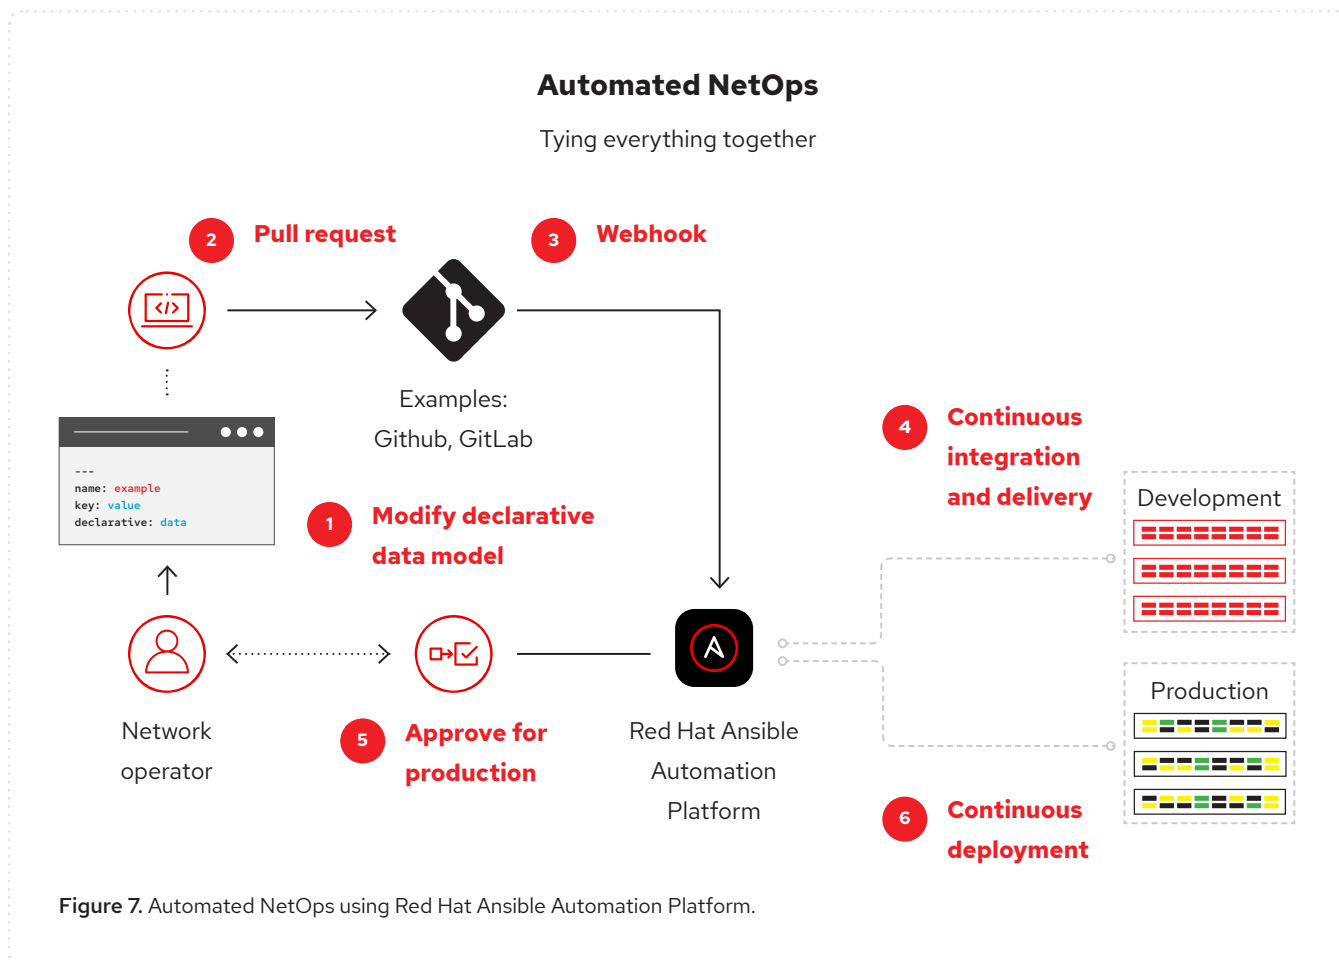 Automated NetOps
Tying everything together
2
Pull request
3
Webhook
Examples:
Github, GitLab
---
name: example
key: value
declarative: data
1
Modify declarative
data model
4
Continuous
integration
and delivery
Development
Production
Network
operator
5
Approve for
production
Red Hat Ansible
Automation
Platform
6
Continuous
deployment
Figure 7. Automated NetOps using Red Hat Ansible Automation Platform.